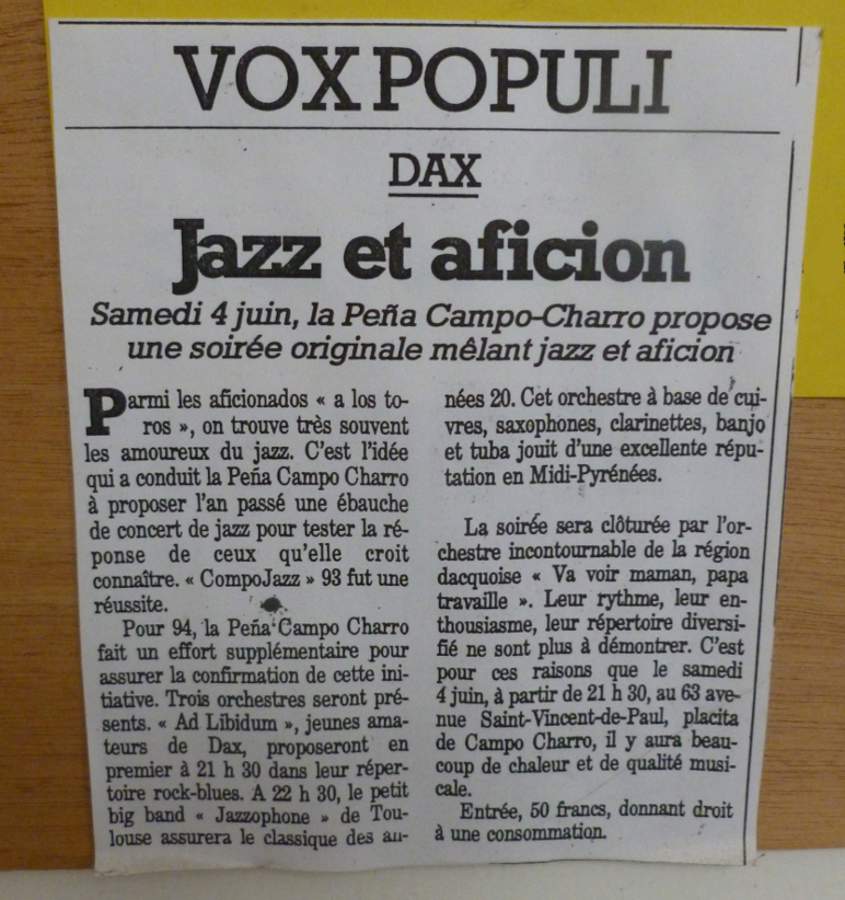 VOX POPULI
DAX
Jazz et aficion
Samedi 4 juin, la Peña Campo-Charro propose
une soirée originale mêlant jazz et aficion
Parmi les aficionados « a los to-
ros », on trouve très souvent
les amoureux du jazz. C'est l'idée
qui a conduit la Peña Campo Charro
à proposer l'an passé une ébauche
de concert de jazz pour tester la ré-
ponse de ceux qu'elle croit
connaître. « CompoJazz » 93 fut une
réussite.
Pour 94, la Peña Campo Charro
fait un effort supplémentaire pour
assurer la confirmation de cette ini-
tiative. Trois orchestres seront pré-
sents. « Ad Libidum », jeunes ama-
teurs de Dax, proposeront en
premier à 21 h 30 dans leur réper-
toire rock-blues. A 22 h 30, le petit
big band « Jazzophone » de Tou-
louse assurera le classique des an-
nées 20. Cet orchestre à base de cui-
vres, saxophones, clarinettes, banjo
et tuba jouit d'une excellente répu-
tation en Midi-Pyrénées.
La soirée sera clôturée par l'or-
chestre incontournable de la région
dacquoise « Va voir maman, papa
travaille ». Leur rythme, leur en-
thousiasme, leur répertoire diversi-
fié ne sont plus à démontrer. C'est
pour ces raisons que le samedi
4 juin, à partir de 21 h 30, au 63 ave-
nue Saint-Vincent-de-Paul, placita
de Campo Charro, il y aura beau-
coup de chaleur et de qualité musi-
cale.
Entrée, 50 francs, donnant droit
à une consommation.